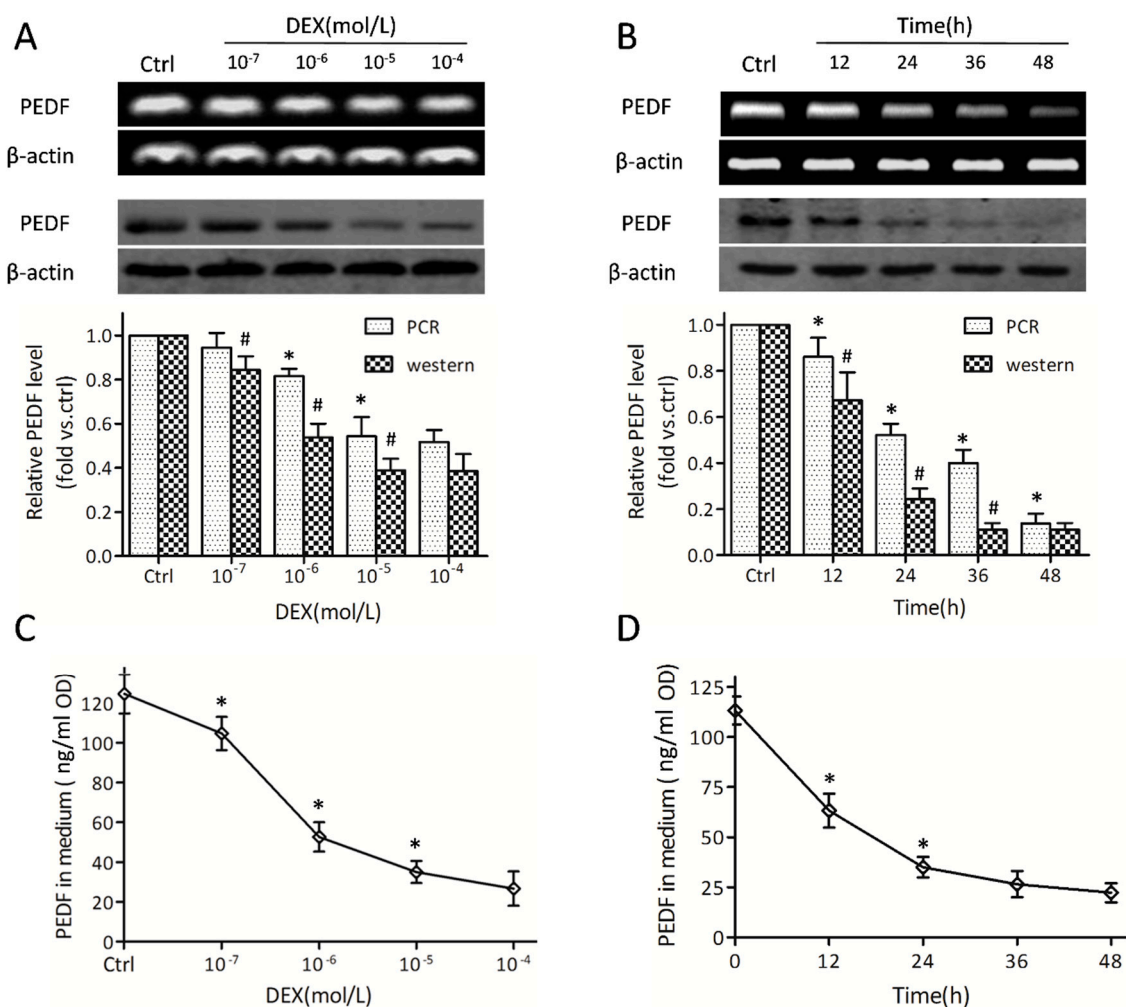 A
DEX(mol/L)
Ctrl 10⁻⁷ 10⁻⁶ 10⁻⁵ 10⁻⁴
PEDF
β-actin
PEDF
β-actin
Relative PEDF level
(fold vs.ctrl)
1.0
0.8
0.6
0.4
0.2
0.0
PCR
western
# * # * #
Ctrl 10⁻⁷ 10⁻⁶ 10⁻⁵ 10⁻⁴
DEX(mol/L)
B
Time(h)
Ctrl 12 24 36 48
PEDF
β-actin
PEDF
β-actin
Relative PEDF level
(fold vs.ctrl)
1.0
0.8
0.6
0.4
0.2
0.0
PCR
western
* # * # * # *
Ctrl 12 24 36 48
Time(h)
C
PEDF in medium ( ng/ml OD)
120
100
80
60
40
20
0
* * *
Ctrl 10⁻⁷ 10⁻⁶ 10⁻⁵ 10⁻⁴
DEX(mol/L)
D
PEDF in medium ( ng/ml OD)
125
100
75
50
25
0
* *
0 12 24 36 48
Time(h)